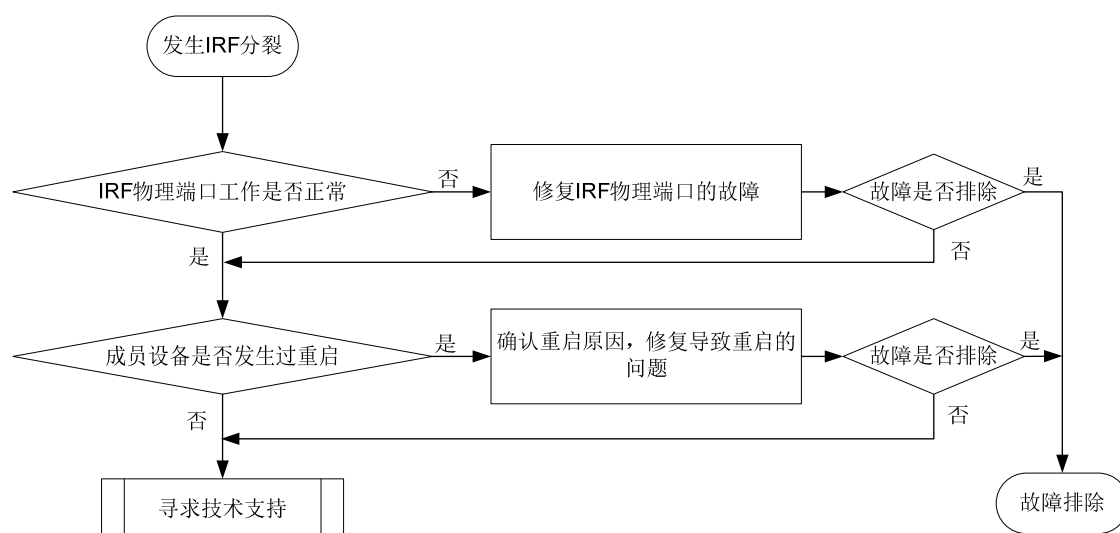 发生IRF分裂
IRF物理端口工作是否正常
否
修复IRF物理端口的故障
故障是否排除
是
是
否
成员设备是否发生过重启
是
确认重启原因，修复导致重启的
问题
故障是否排除
是
否
否
寻求技术支持
故障排除